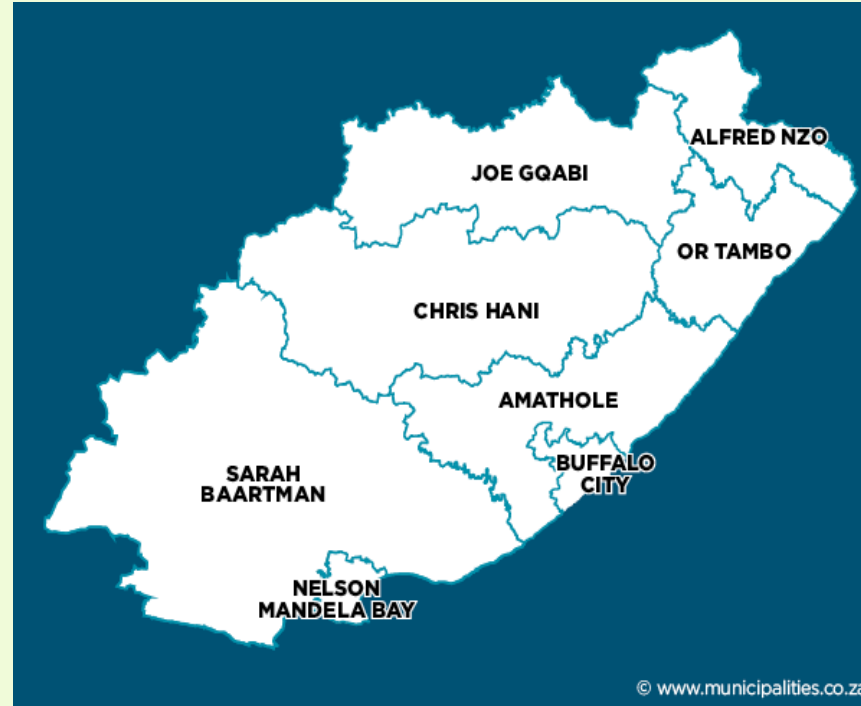 ALFRED NZO
JOE GQABI
OR TAMBO
CHRIS HANI
AMATHOLE
BUFFALO
CITY
SARAH
BAARTMAN
NELSON
MANDELA BAY
© www.municipalities.co.za